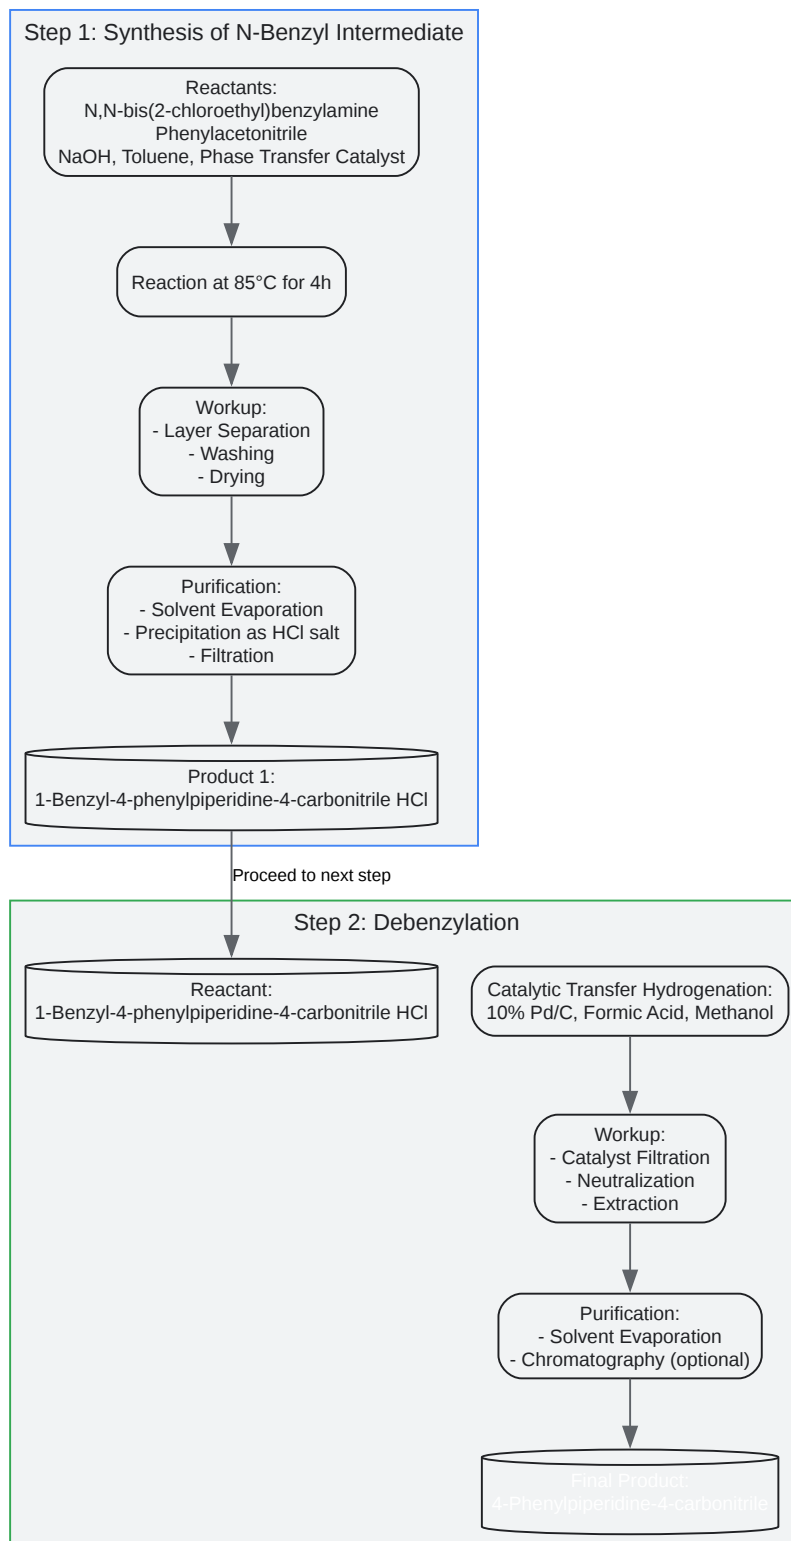 Step 1: Synthesis of N-Benzyl Intermediate
Reactants:
N,N-bis(2-chloroethyl)benzylamine
Phenylacetonitrile
NaOH, Toluene, Phase Transfer Catalyst
Reaction at 85°C for 4h
Workup:
- Layer Separation
- Washing
- Drying
Purification:
- Solvent Evaporation
- Precipitation as HCl salt
- Filtration
Product 1:
1-Benzyl-4-phenylpiperidine-4-carbonitrile HCl
Proceed to next step
Step 2: Debenzylation
Reactant:
1-Benzyl-4-phenylpiperidine-4-carbonitrile HCl
Catalytic Transfer Hydrogenation:
10% Pd/C, Formic Acid, Methanol
Workup:
- Catalyst Filtration
- Neutralization
- Extraction
Purification:
- Solvent Evaporation
- Chromatography (optional)
Final Product:
4-Phenylpiperidine-4-carbonitrile